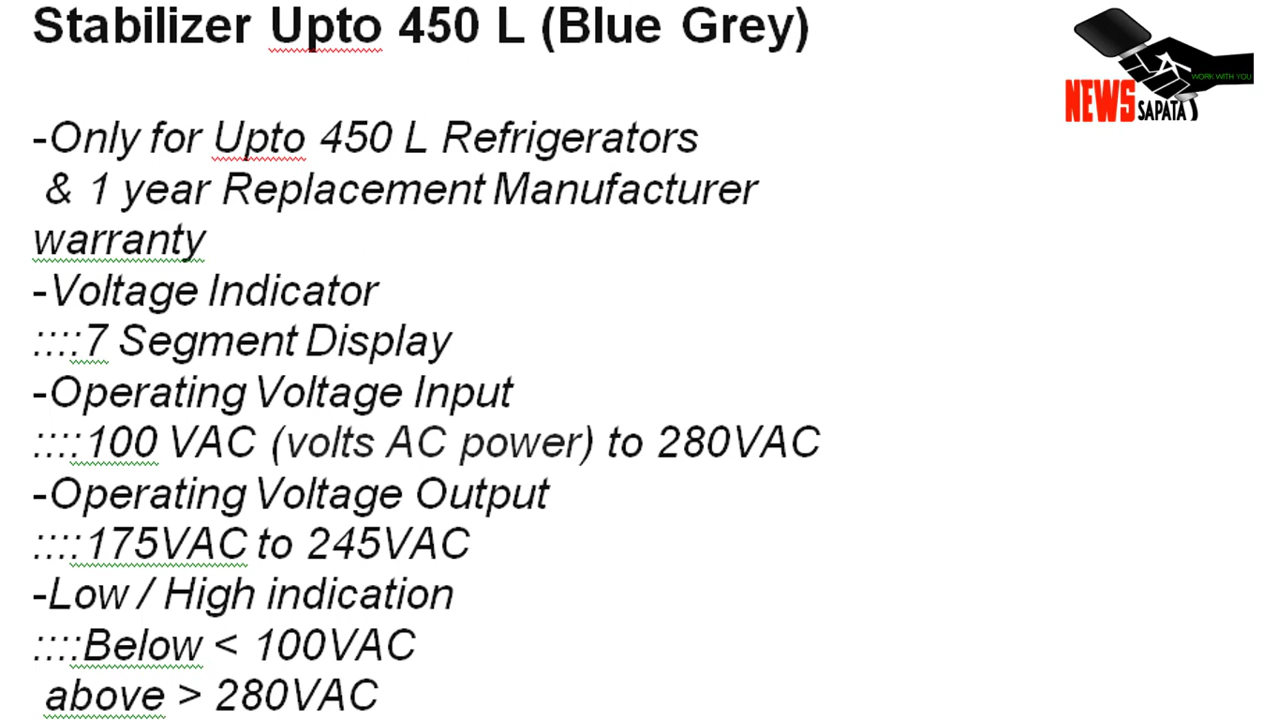 Stabilizer Upto 450 L (Blue Grey)
NEWS SAPATA
WORK WITH YOU
-Only for Upto 450 L Refrigerators
& 1 year Replacement Manufacturer
warranty
-Voltage Indicator
::::7 Segment Display
-Operating Voltage Input
::::100 VAC (volts AC power) to 280VAC
-Operating Voltage Output
::::175VAC to 245VAC
-Low / High indication
::::Below < 100VAC
above > 280VAC